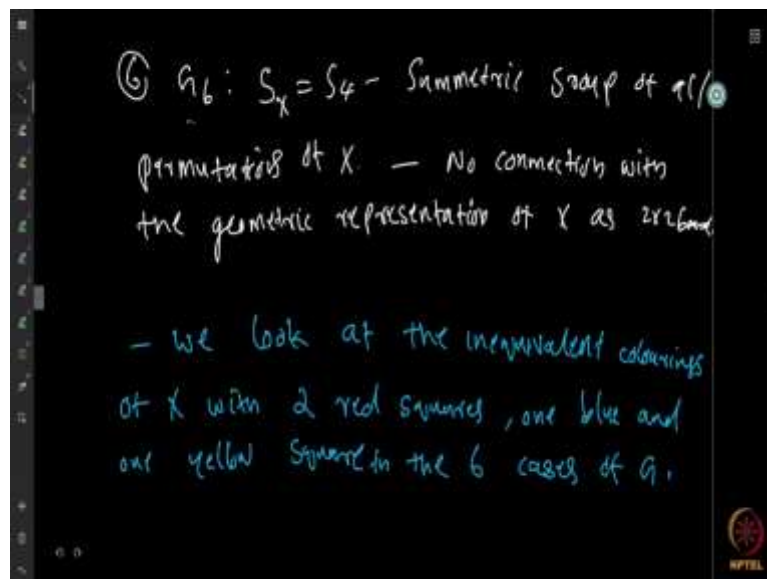 ⑥ G₆ : Sₓ = S₄ - Symmetric Group of all
permutations of X. — No connection with
the geometric representation of X as 2x2
- we look at the inequivalent colourings
of X with 2 red squares, one blue and
one yellow square in the 6 cases of G.
NPTEL